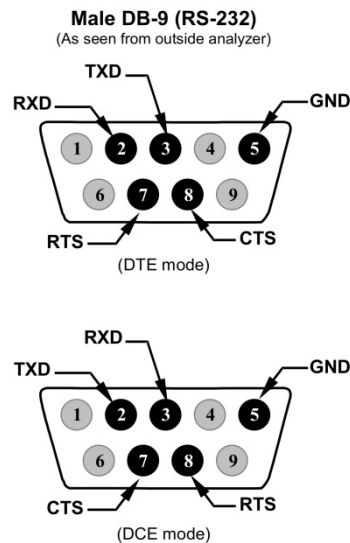 Male DB-9 (RS-232)
(As seen from outside analyzer)
TXD
RXD
GND
1 2 3 4 5
6 7 8 9
RTS
CTS
(DTE mode)
RXD
TXD
GND
1 2 3 4 5
6 7 8 9
CTS
RTS
(DCE mode)